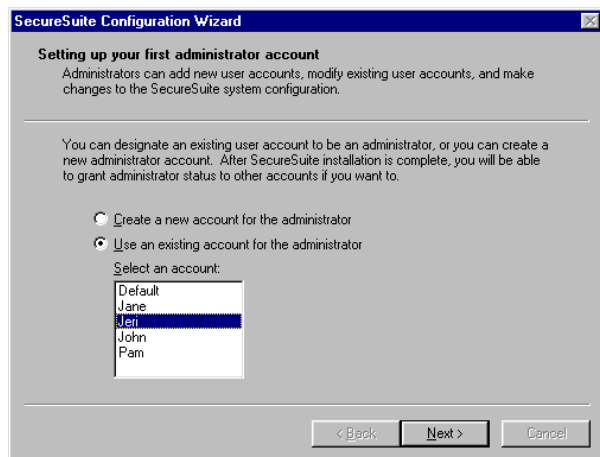 SecureSuite Configuration Wizard
Setting up your first administrator account
Administrators can add new user accounts, modify existing user accounts, and make
changes to the SecureSuite system configuration.
You can designate an existing user account to be an administrator, or you can create a
new administrator account. After SecureSuite installation is complete, you will be able
to grant administrator status to other accounts if you want to.
Create a new account for the administrator
Use an existing account for the administrator
Select an account:
Default
Jane
Jeri
John
Pam
< Back
Next >
Cancel